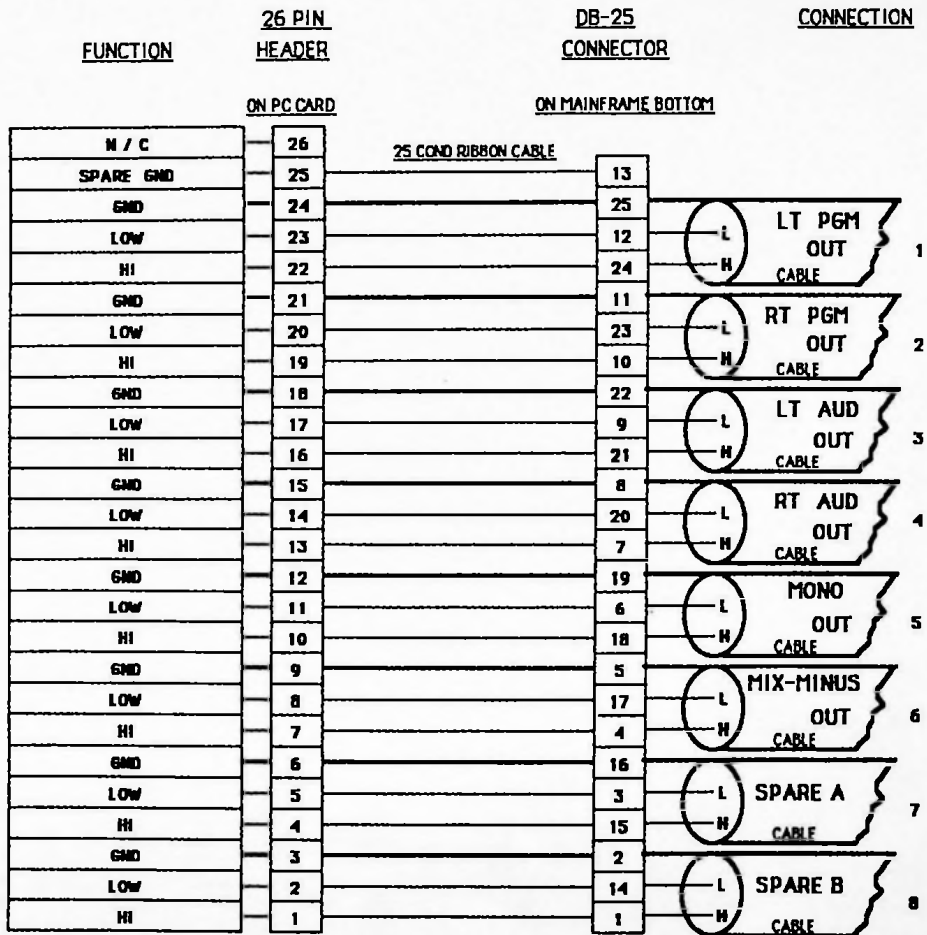 26 PIN DB-25 CONNECTION
FUNCTION HEADER CONNECTOR
ON PC CARD ON MAINFRAME BOTTOM
N / C 26
25 COND RIBBON CABLE
SPARE GND 25 13
GND 24 25
LOW 23 12 L LT PGM OUT 1
HI 22 24 H CABLE
GND 21 11
LOW 20 23 L RT PGM OUT 2
HI 19 10 H CABLE
GND 18 22
LOW 17 9 L LT AUD OUT 3
HI 16 21 H CABLE
GND 15 8
LOW 14 20 L RT AUD OUT 4
HI 13 7 H CABLE
GND 12 19
LOW 11 6 L MONO OUT 5
HI 10 18 H CABLE
GND 9 5
LOW 8 17 L MIX-MINUS OUT 6
HI 7 4 H CABLE
GND 6 16
LOW 5 3 L SPARE A 7
HI 4 15 H CABLE
GND 3 2
LOW 2 14 L SPARE B 8
HI 1 1 H CABLE